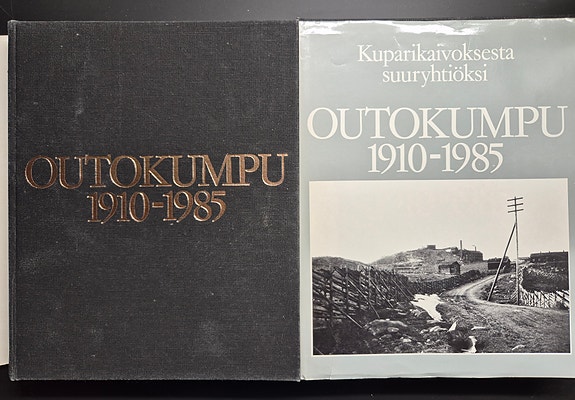 OUTOKUMPU
1910-1985
Kuparikaivoksesta
suuryhtiöksi
OUTOKUMPU
1910-1985